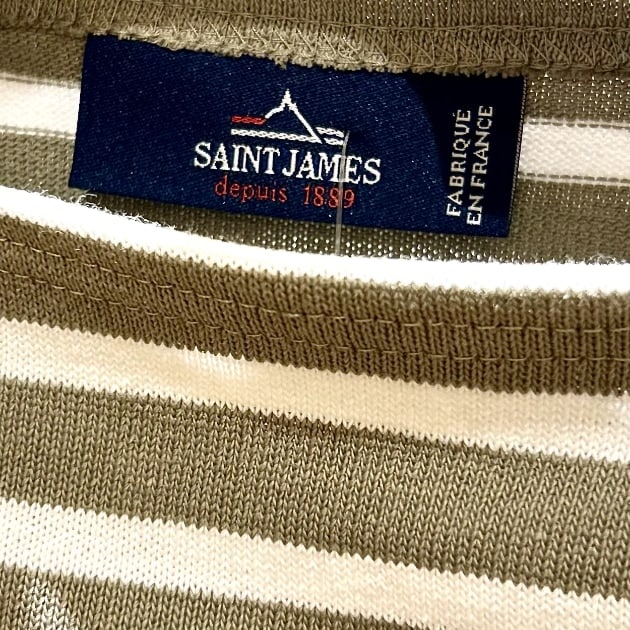 SAINT JAMES
depuis 1889
FABRIQUÉ
EN FRANCE